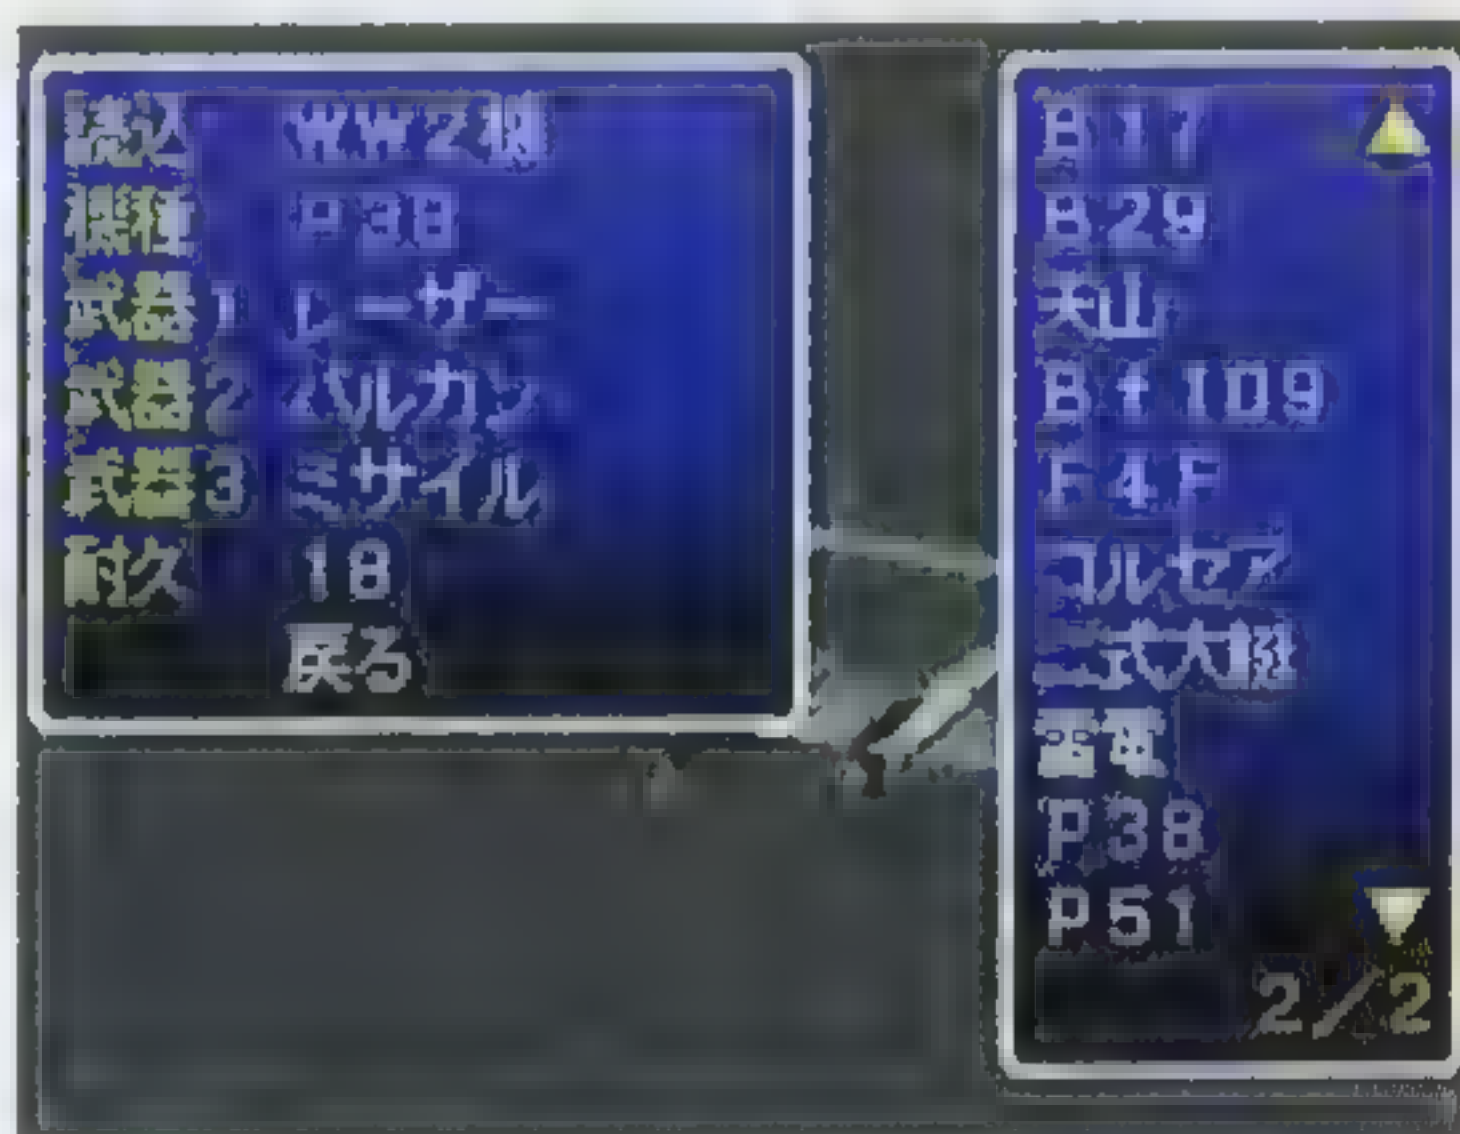 読込 WW2機
機種 P38
武器1 レーザー
武器2 バルカン
武器3 ミサイル
耐久 18
戻る
B17
B29
天山
Bf109
F4F
コルセア
二式大艇
雷電
P38
P51
2/2